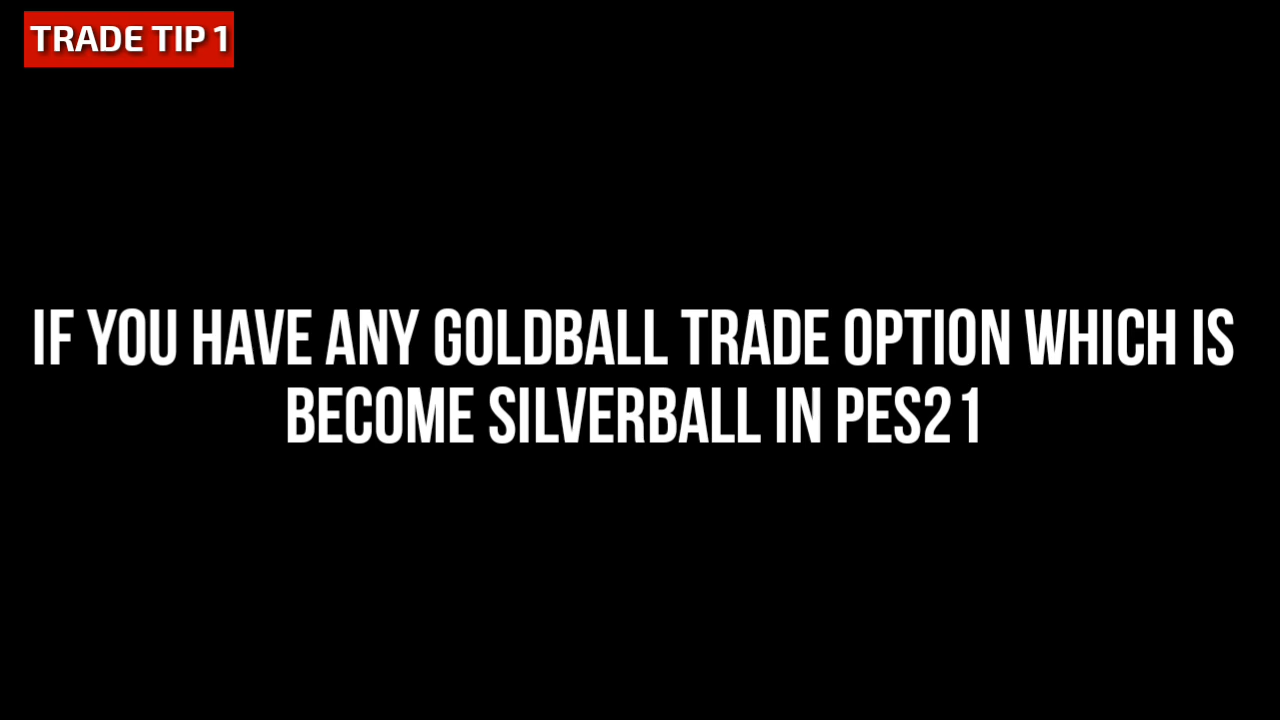 TRADE TIP 1
IF YOU HAVE ANY GOLDBALL TRADE OPTION WHICH IS
BECOME SILVERBALL IN PES21